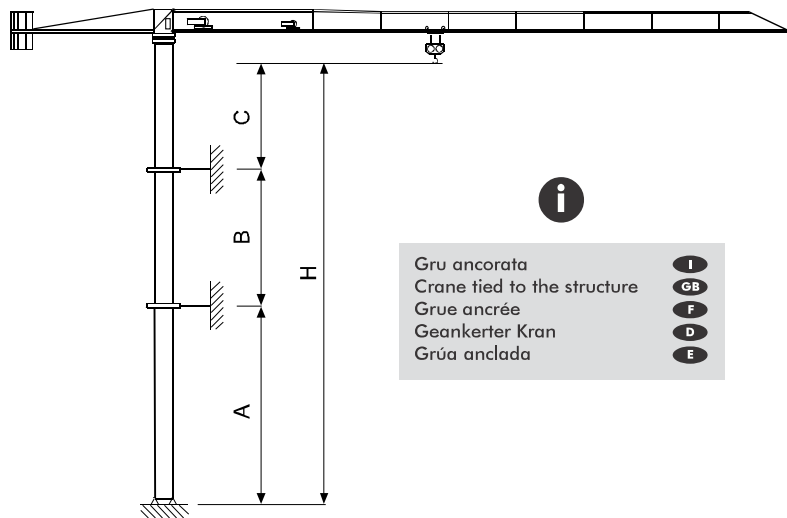 C
B
H
A
i
Gru ancorata I
Crane tied to the structure GB
Grue ancrée F
Geankerter Kran D
Grúa anclada E